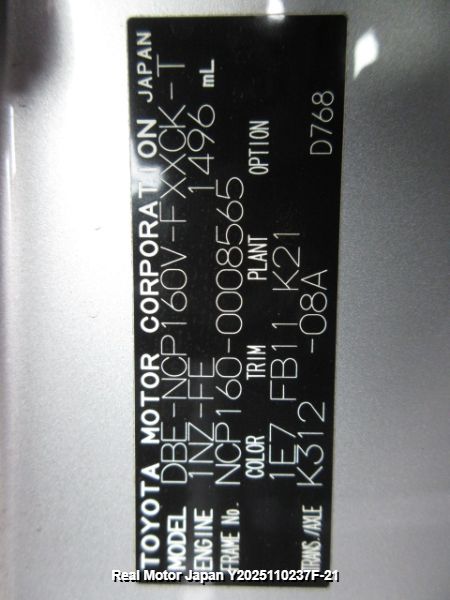 TOYOTA MOTOR CORPORATION JAPAN
MODEL DBE-NCP160V-FXXCK-T
ENGINE 1NZ-FE 1496 mL
FRAME No. NCP160-0008565
COLOR TRIM PLANT OPTION
1E7 FB11 K21
TRANS./AXLE K312 -08A D768
Real Motor Japan Y2025110237F-21